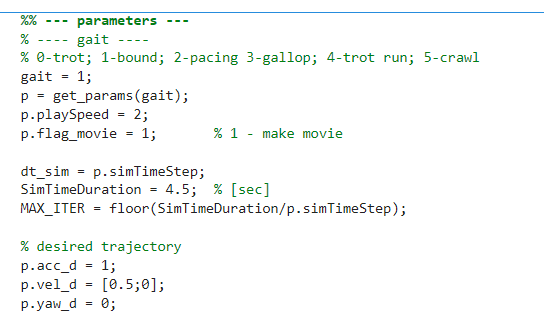 %% --- parameters ---
% ---- gait ----
% 0-trot; 1-bound; 2-pacing 3-gallop; 4-trot run; 5-crawl
gait = 1;
p = get_params(gait);
p.playSpeed = 2;
p.flag_movie = 1;       % 1 - make movie
dt_sim = p.simTimeStep;
SimTimeDuration = 4.5;  % [sec]
MAX_ITER = floor(SimTimeDuration/p.simTimeStep);
% desired trajectory
p.acc_d = 1;
p.vel_d = [0.5;0];
p.yaw_d = 0;